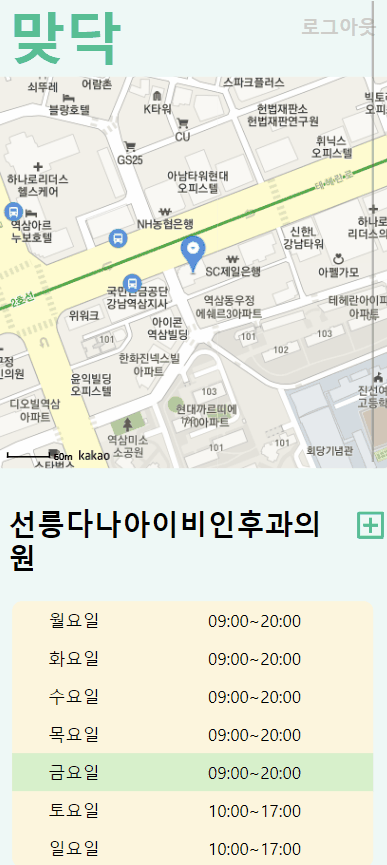 맞닥
로그아웃
쇠뚜레
어람촌
블랑호텔
K타워
CU
스파크플러스
헌법재판소
헌법재판연구원
GS25
휘닉스
오피스텔
하나로리더스
헬스케어
아남타워현대
오피스텔
테헤란로
역삼아르
누보호텔
NH농협은행
신한L
강남타워
하나로
SC제일은행
아펠가모
2호선
국민연금공단
강남역삼지사
역삼동우정
에쉐르3아파트
테헤란아이파
아파트
위워크
아이콘
역삼빌딩
101
101
102
103
한화진넥스빌
아파트
윤익빌딩
오피스텔
디오빌역삼
아파트
103
현대까르띠에
710아파트
진선여
고등학
역삼미소
소공원
101
101
회당기념관
스타벅스
60m kakao
선릉다나아이비인후과의
원
월요일 09:00~20:00
화요일 09:00~20:00
수요일 09:00~20:00
목요일 09:00~20:00
금요일 09:00~20:00
토요일 10:00~17:00
일요일 10:00~17:00